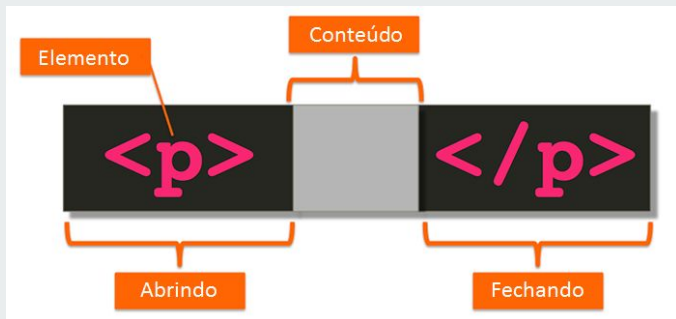 Conteúdo
Elemento
<p> </p>
Abrindo
Fechando